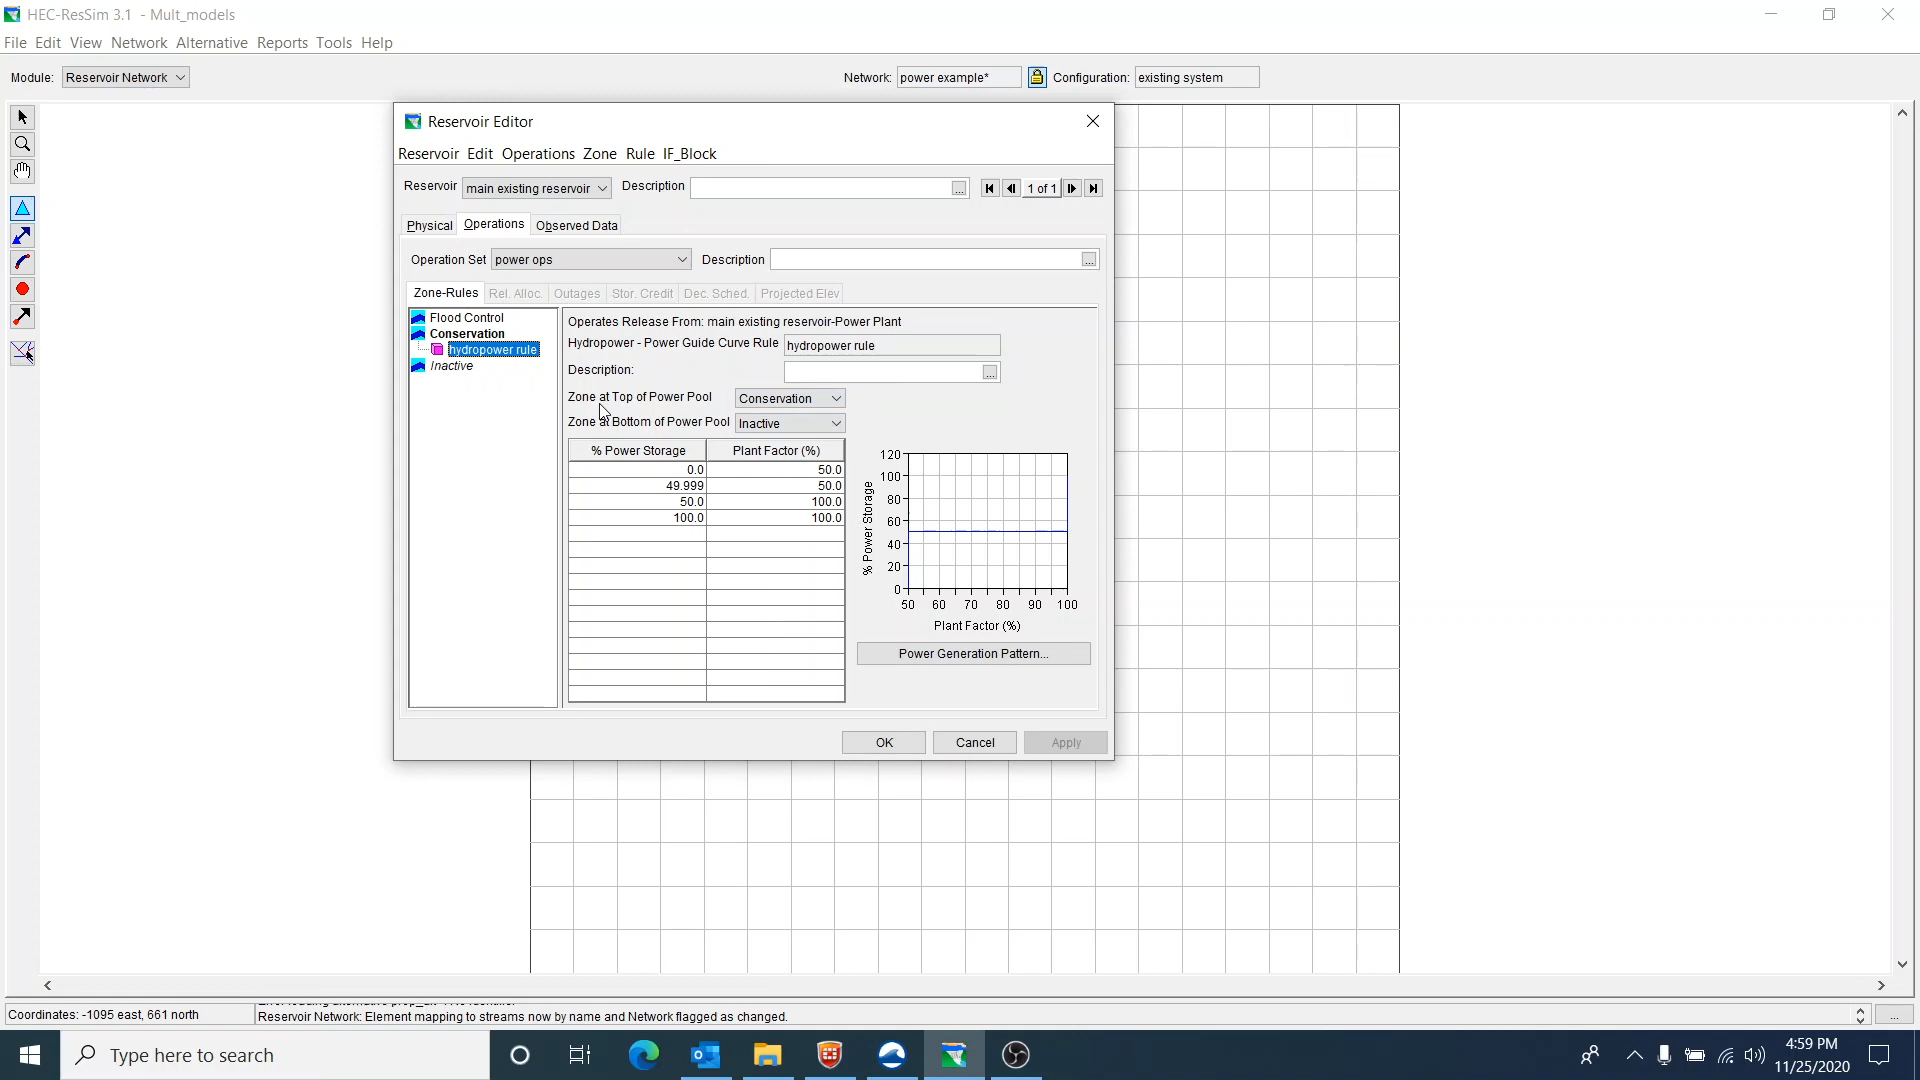 HEC-ResSim 3.1 - Mult_models
File Edit View Network Alternative Reports Tools Help
Module: Reservoir Network
Network: power example*
Configuration: existing system
Reservoir Editor
Reservoir Edit Operations Zone Rule IF_Block
Reservoir main existing reservoir Description ... 1 of 1
Physical Operations Observed Data
Operation Set power ops Description ...
Zone-Rules Rel. Alloc. Outages Stor. Credit Dec. Sched. Projected Elev
Flood Control
Conservation
hydropower rule
Inactive
Operates Release From: main existing reservoir-Power Plant
Hydropower - Power Guide Curve Rule hydropower rule
Description: ...
Zone at Top of Power Pool Conservation
Zone at Bottom of Power Pool Inactive
% Power Storage Plant Factor (%)
0.0 50.0
49.999 50.0
50.0 100.0
100.0 100.0
120
100
80
60
40
20
0
% Power Storage
50 60 70 80 90 100
Plant Factor (%)
Power Generation Pattern...
OK Cancel Apply
Coordinates: -1095 east, 661 north
Reservoir Network: Element mapping to streams now by name and Network flagged as changed.
...
Type here to search
4:59 PM
11/25/2020